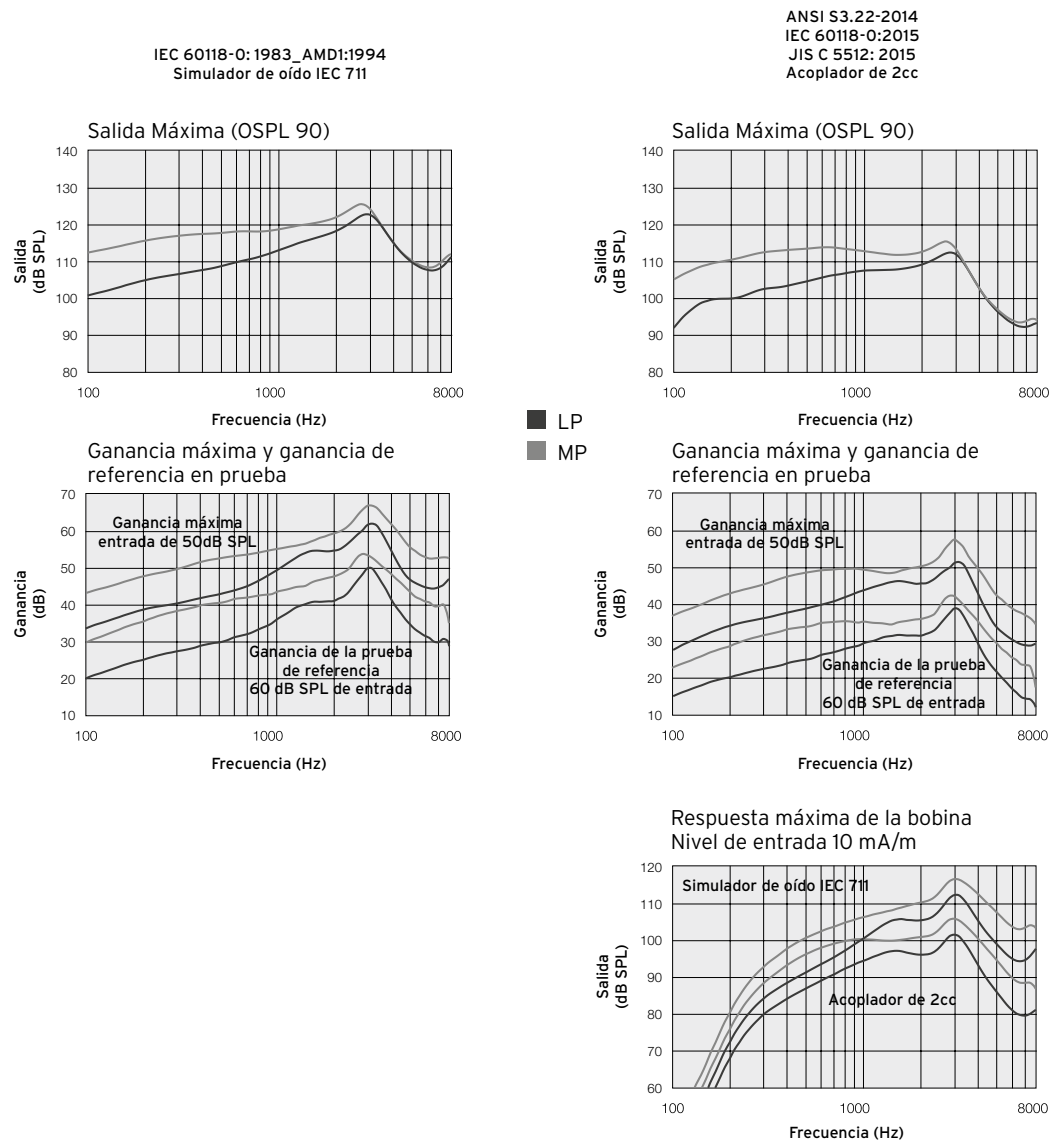 IEC 60118-0: 1983_AMD1:1994
Simulador de oído IEC 711
Salida Máxima (OSPL 90)
140
130
120
110
100
90
80
Salida
(dB SPL)
100
1000
8000
Frecuencia (Hz)
Ganancia máxima y ganancia de
referencia en prueba
70
60
50
40
30
20
10
Ganancia
(dB)
Ganancia máxima
entrada de 50dB SPL
Ganancia de la prueba
de referencia
60 dB SPL de entrada
100
1000
8000
Frecuencia (Hz)
LP
MP
ANSI S3.22-2014
IEC 60118-0:2015
JIS C 5512: 2015
Acoplador de 2cc
Salida Máxima (OSPL 90)
140
130
120
110
100
90
80
Salida
(dB SPL)
100
1000
8000
Frecuencia (Hz)
Ganancia máxima y ganancia de
referencia en prueba
70
60
50
40
30
20
10
Ganancia
(dB)
Ganancia máxima
entrada de 50dB SPL
Ganancia de la prueba
de referencia
60 dB SPL de entrada
100
1000
8000
Frecuencia (Hz)
Respuesta máxima de la bobina
Nivel de entrada 10 mA/m
120
110
100
90
80
70
60
Salida
(dB SPL)
Simulador de oído IEC 711
Acoplador de 2cc
100
1000
8000
Frecuencia (Hz)